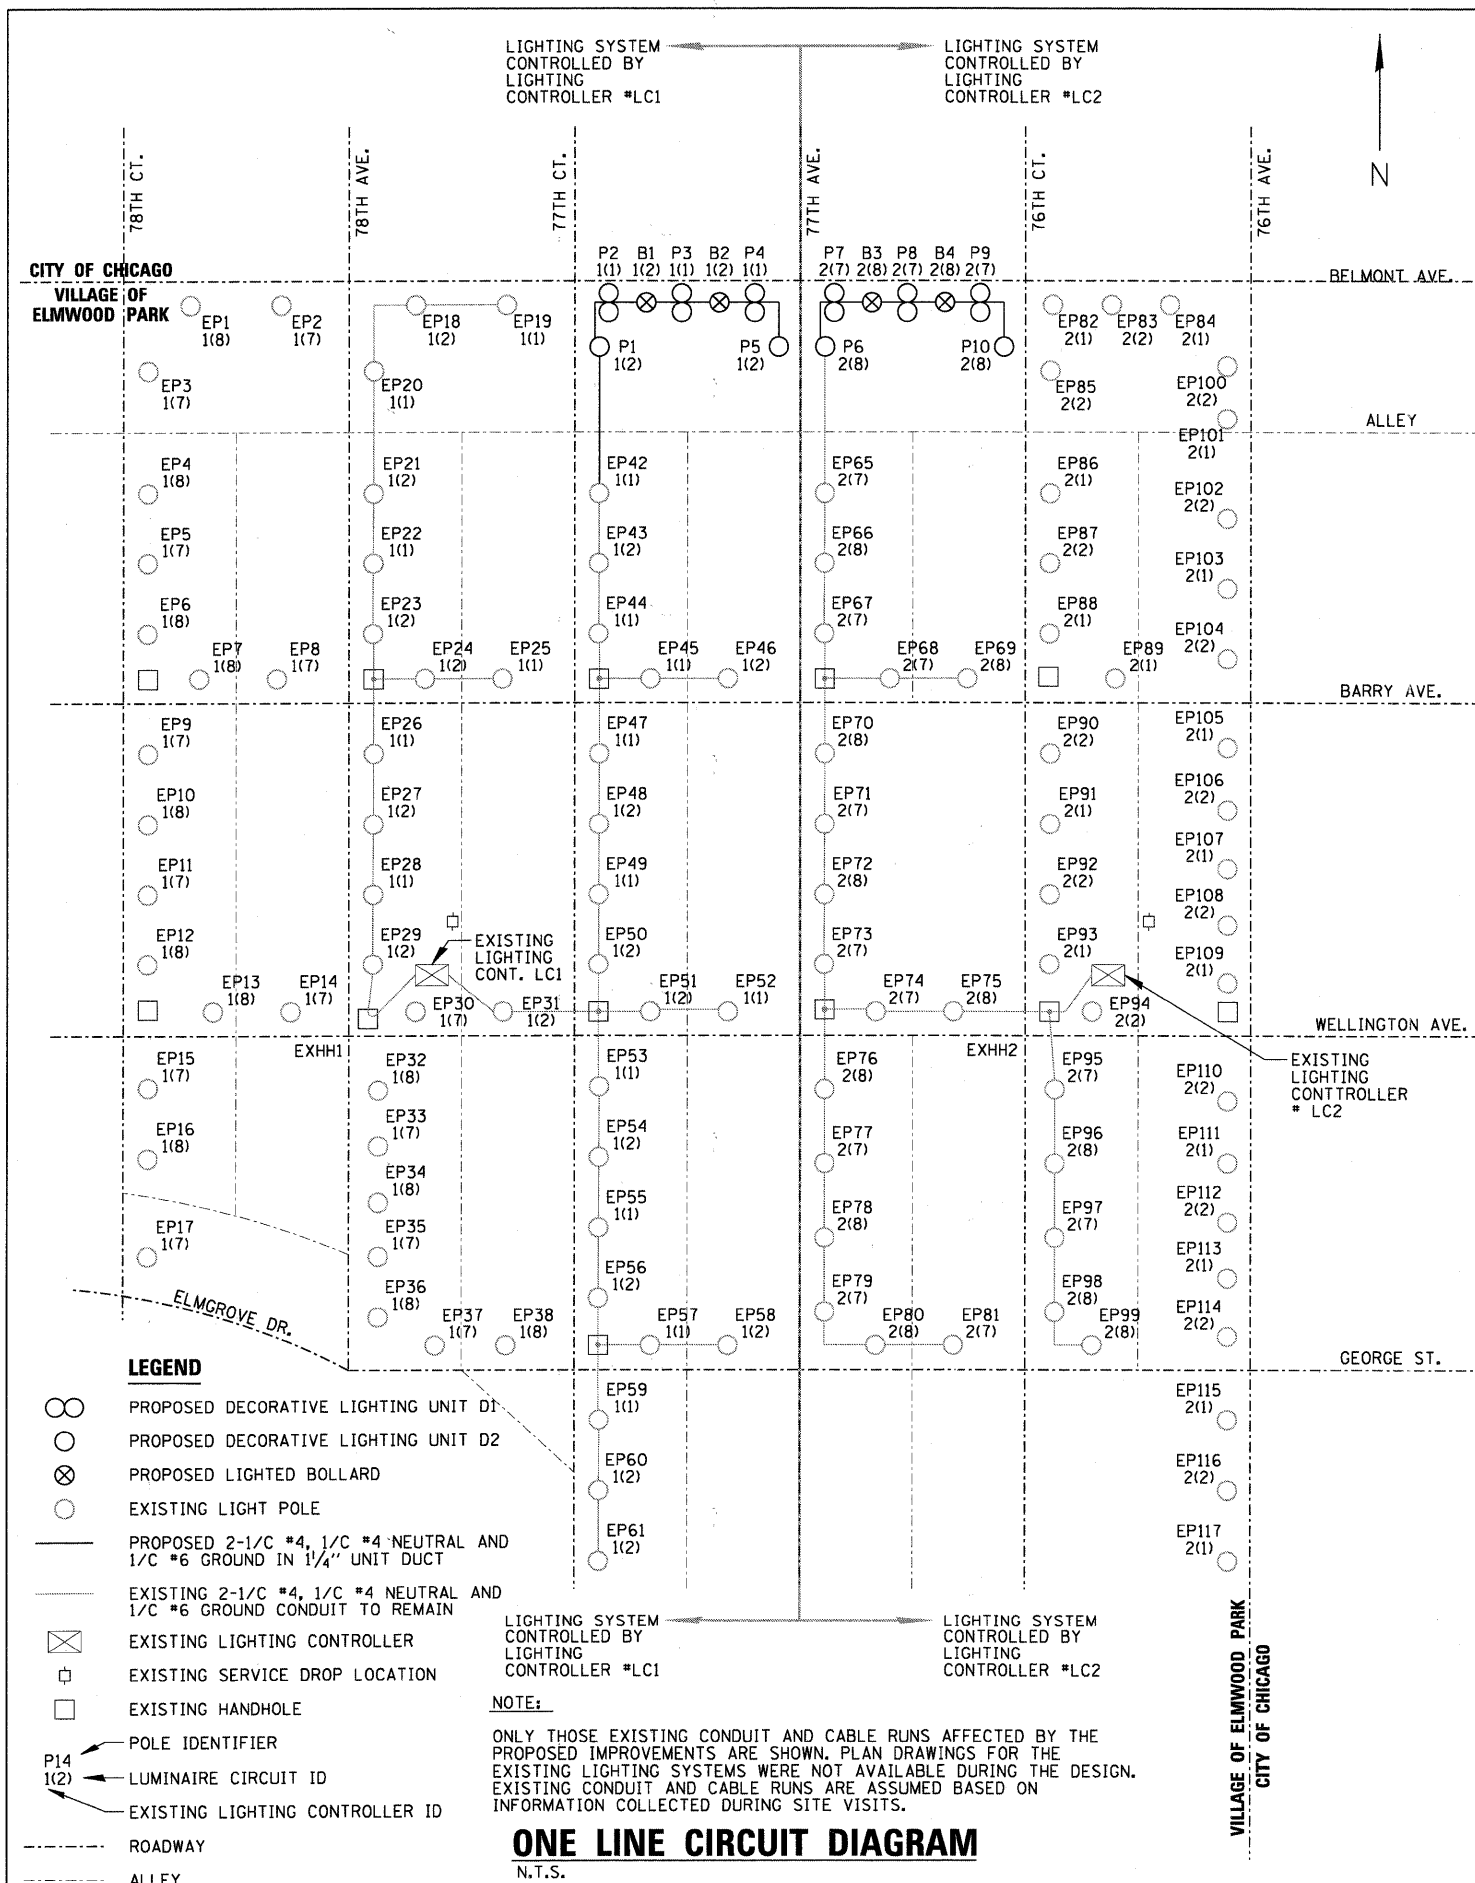 LIGHTING SYSTEM
CONTROLLED BY
LIGHTING
CONTROLLER #LC1
LIGHTING SYSTEM
CONTROLLED BY
LIGHTING
CONTROLLER #LC2
N
78TH CT.
78TH AVE.
77TH CT.
77TH AVE.
76TH CT.
76TH AVE.
P2 B1 P3 B2 P4
1(1) 1(2) 1(1) 1(2) 1(1)
P7 B3 P8 B4 P9
2(7) 2(8) 2(7) 2(8) 2(7)
CITY OF CHICAGO
VILLAGE OF
ELMWOOD PARK
BELMONT AVE.
EP1
1(8)
EP2
1(7)
EP18
1(2)
EP19
1(1)
P1
1(2)
P5
1(2)
P6
2(8)
P10
2(8)
EP82
2(1)
EP83
2(2)
EP84
2(1)
EP3
1(7)
EP20
1(1)
EP85
2(2)
EP100
2(2)
ALLEY
EP101
2(1)
EP4
1(8)
EP21
1(2)
EP42
1(1)
EP65
2(7)
EP86
2(1)
EP102
2(2)
EP5
1(7)
EP22
1(1)
EP43
1(2)
EP66
2(8)
EP87
2(2)
EP103
2(1)
EP6
1(8)
EP23
1(2)
EP44
1(1)
EP67
2(7)
EP88
2(1)
EP104
2(2)
EP7
1(8)
EP8
1(7)
EP24
1(2)
EP25
1(1)
EP45
1(1)
EP46
1(2)
EP68
2(7)
EP69
2(8)
EP89
2(1)
BARRY AVE.
EP9
1(7)
EP26
1(1)
EP47
1(1)
EP70
2(8)
EP90
2(2)
EP105
2(1)
EP10
1(8)
EP27
1(2)
EP48
1(2)
EP71
2(7)
EP91
2(1)
EP106
2(2)
EP11
1(7)
EP28
1(1)
EP49
1(1)
EP72
2(8)
EP92
2(2)
EP107
2(1)
EP108
2(2)
EP12
1(8)
EP29
1(2)
EXISTING
LIGHTING
CONT. LC1
EP50
1(2)
EP73
2(7)
EP93
2(1)
EP109
2(1)
EP13
1(8)
EP14
1(7)
EP30
1(7)
EP31
1(2)
EP51
1(2)
EP52
1(1)
EP74
2(7)
EP75
2(8)
EP94
2(2)
WELLINGTON AVE.
EXHH1
EXHH2
EXISTING
LIGHTING
CONTTROLLER
# LC2
EP15
1(7)
EP32
1(8)
EP53
1(1)
EP76
2(8)
EP95
2(7)
EP110
2(2)
EP16
1(8)
EP33
1(7)
EP54
1(2)
EP77
2(7)
EP96
2(8)
EP111
2(1)
EP34
1(8)
EP17
1(7)
EP35
1(7)
EP55
1(1)
EP78
2(8)
EP97
2(7)
EP112
2(2)
EP113
2(1)
EP36
1(8)
EP56
1(2)
EP79
2(7)
EP98
2(8)
EP114
2(2)
ELMGROVE DR.
EP37
1(7)
EP38
1(8)
EP57
1(1)
EP58
1(2)
EP80
2(8)
EP81
2(7)
EP99
2(8)
GEORGE ST.
EP59
1(1)
EP115
2(1)
EP60
1(2)
EP116
2(2)
EP61
1(2)
EP117
2(1)
LEGEND
PROPOSED DECORATIVE LIGHTING UNIT D1
PROPOSED DECORATIVE LIGHTING UNIT D2
PROPOSED LIGHTED BOLLARD
EXISTING LIGHT POLE
PROPOSED 2-1/C #4, 1/C #4 NEUTRAL AND
1/C #6 GROUND IN 1¼" UNIT DUCT
EXISTING 2-1/C #4, 1/C #4 NEUTRAL AND
1/C #6 GROUND CONDUIT TO REMAIN
EXISTING LIGHTING CONTROLLER
EXISTING SERVICE DROP LOCATION
EXISTING HANDHOLE
POLE IDENTIFIER
P14
1(2)
LUMINAIRE CIRCUIT ID
EXISTING LIGHTING CONTROLLER ID
ROADWAY
ALLEY
LIGHTING SYSTEM
CONTROLLED BY
LIGHTING
CONTROLLER #LC1
LIGHTING SYSTEM
CONTROLLED BY
LIGHTING
CONTROLLER #LC2
NOTE:
ONLY THOSE EXISTING CONDUIT AND CABLE RUNS AFFECTED BY THE
PROPOSED IMPROVEMENTS ARE SHOWN. PLAN DRAWINGS FOR THE
EXISTING LIGHTING SYSTEMS WERE NOT AVAILABLE DURING THE DESIGN.
EXISTING CONDUIT AND CABLE RUNS ARE ASSUMED BASED ON
INFORMATION COLLECTED DURING SITE VISITS.
VILLAGE OF ELMWOOD PARK
CITY OF CHICAGO
ONE LINE CIRCUIT DIAGRAM
N.T.S.